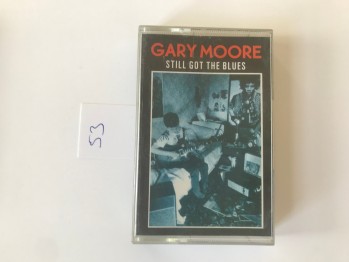 GARY MOORE
STILL GOT THE BLUES
53